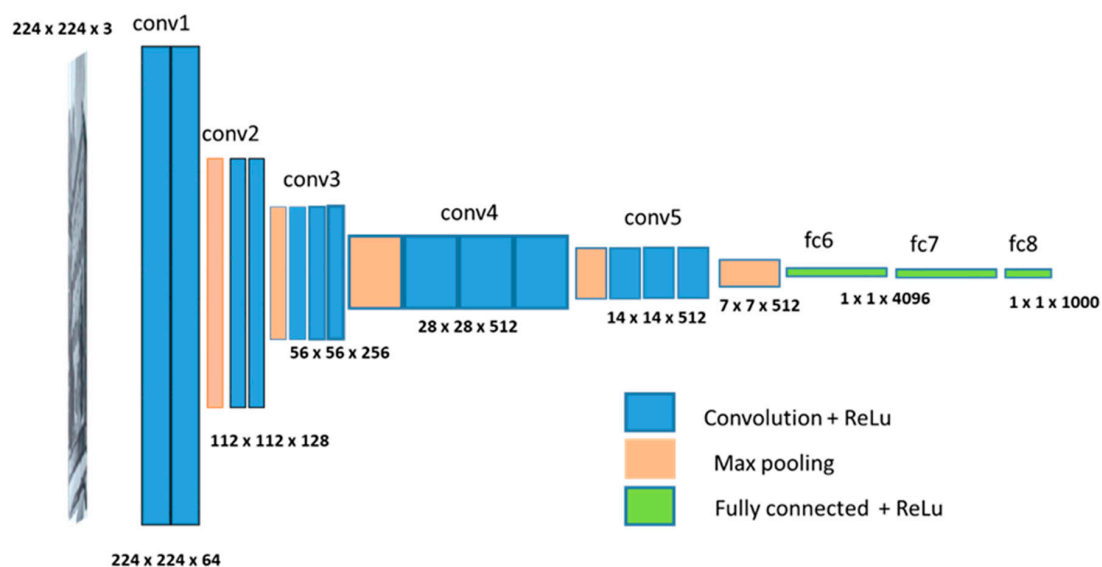 224 x 224 x 3
conv1
conv2
conv3
conv4
conv5
fc6
fc7
fc8
224 x 224 x 64
112 x 112 x 128
56 x 56 x 256
28 x 28 x 512
14 x 14 x 512
7 x 7 x 512
1 x 1 x 4096
1 x 1 x 1000
Convolution + ReLu
Max pooling
Fully connected + ReLu